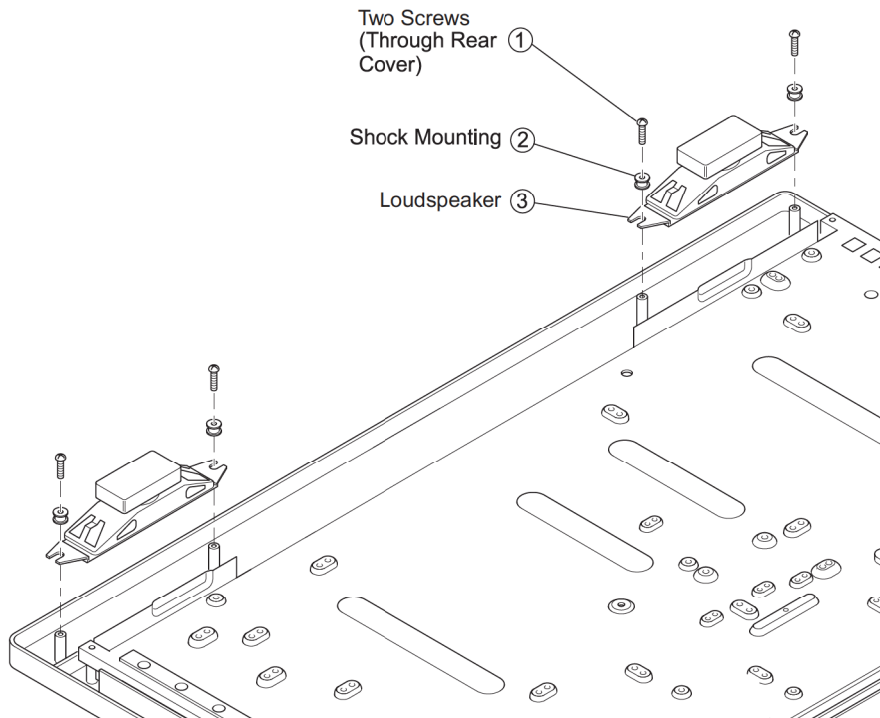 Two Screws
(Through Rear ①
Cover)
Shock Mounting ②
Loudspeaker ③